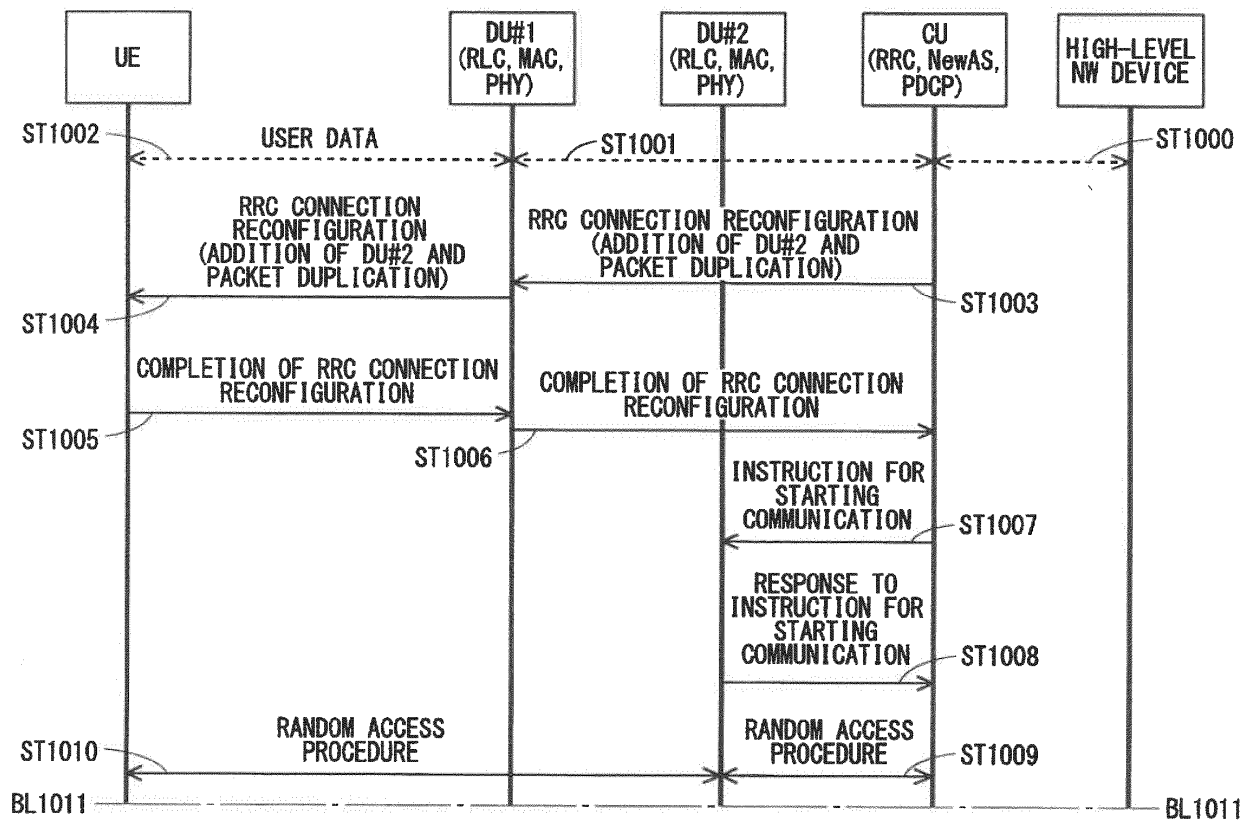 UE
DU#1
(RLC, MAC,
PHY)
DU#2
(RLC, MAC,
PHY)
CU
(RRC, NewAS,
PDCP)
HIGH-LEVEL
NW DEVICE
ST1002
USER DATA
ST1001
ST1000
RRC CONNECTION
RECONFIGURATION
(ADDITION OF DU#2 AND
PACKET DUPLICATION)
RRC CONNECTION RECONFIGURATION
(ADDITION OF DU#2 AND
PACKET DUPLICATION)
ST1004
ST1003
COMPLETION OF RRC CONNECTION
RECONFIGURATION
COMPLETION OF RRC CONNECTION
RECONFIGURATION
ST1005
ST1006
INSTRUCTION FOR
STARTING
COMMUNICATION
ST1007
RESPONSE TO
INSTRUCTION FOR
STARTING
COMMUNICATION
ST1008
ST1010
RANDOM ACCESS
PROCEDURE
RANDOM ACCESS
PROCEDURE
ST1009
BL1011
BL1011